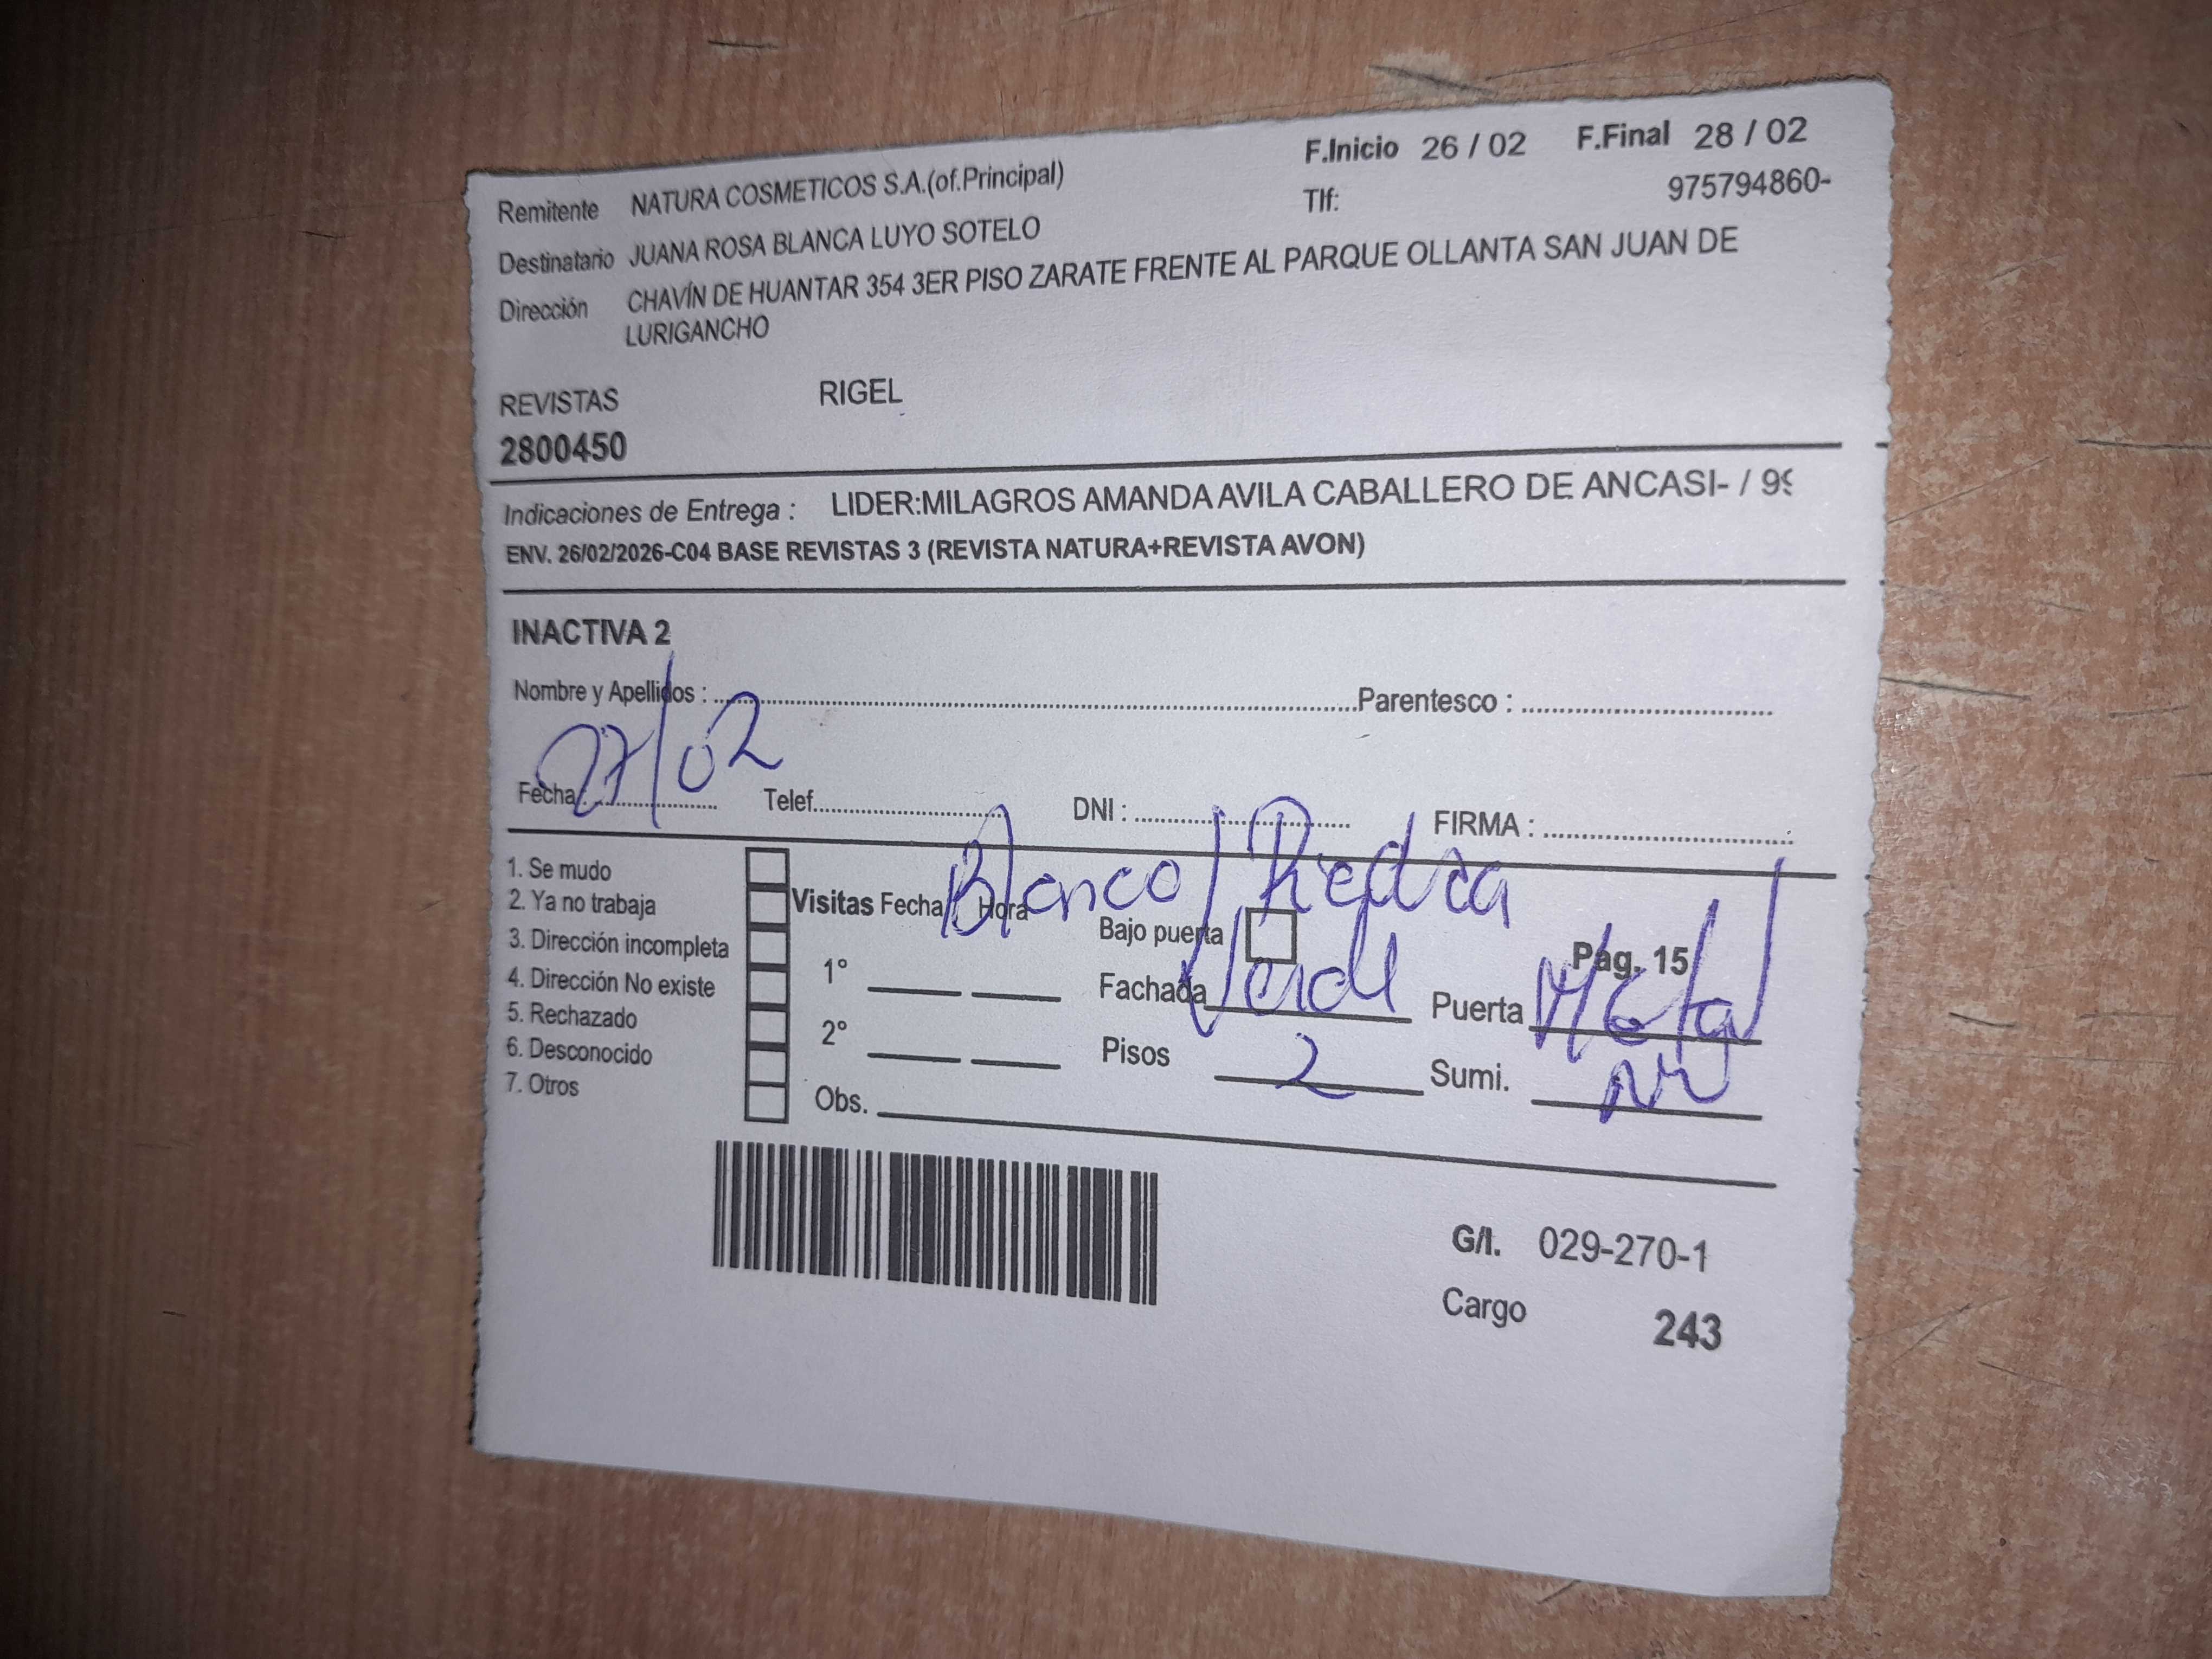 F.Inicio 26 / 02 F.Final 28 / 02
Remitente NATURA COSMETICOS S.A.(of.Principal) Tlf: 975794860-
Destinatario JUANA ROSA BLANCA LUYO SOTELO
Dirección CHAVÍN DE HUANTAR 354 3ER PISO ZARATE FRENTE AL PARQUE OLLANTA SAN JUAN DE
LURIGANCHO
REVISTAS RIGEL
2800450
Indicaciones de Entrega : LIDER:MILAGROS AMANDA AVILA CABALLERO DE ANCASI- / 99
ENV. 26/02/2026-C04 BASE REVISTAS 3 (REVISTA NATURA+REVISTA AVON)
INACTIVA 2
Nombre y Apellidos : Parentesco :
27/02
Fecha: Telef. DNI : FIRMA :
Blanco / Piedra
1. Se mudo
2. Ya no trabaja Visitas Fecha Hora Bajo puerta
3. Dirección incompleta Pág. 15
4. Dirección No existe 1° Fachada Verde Puerta Metal
5. Rechazado
6. Desconocido 2° Pisos 2 Sumi.
7. Otros Obs.
G/I. 029-270-1
Cargo 243